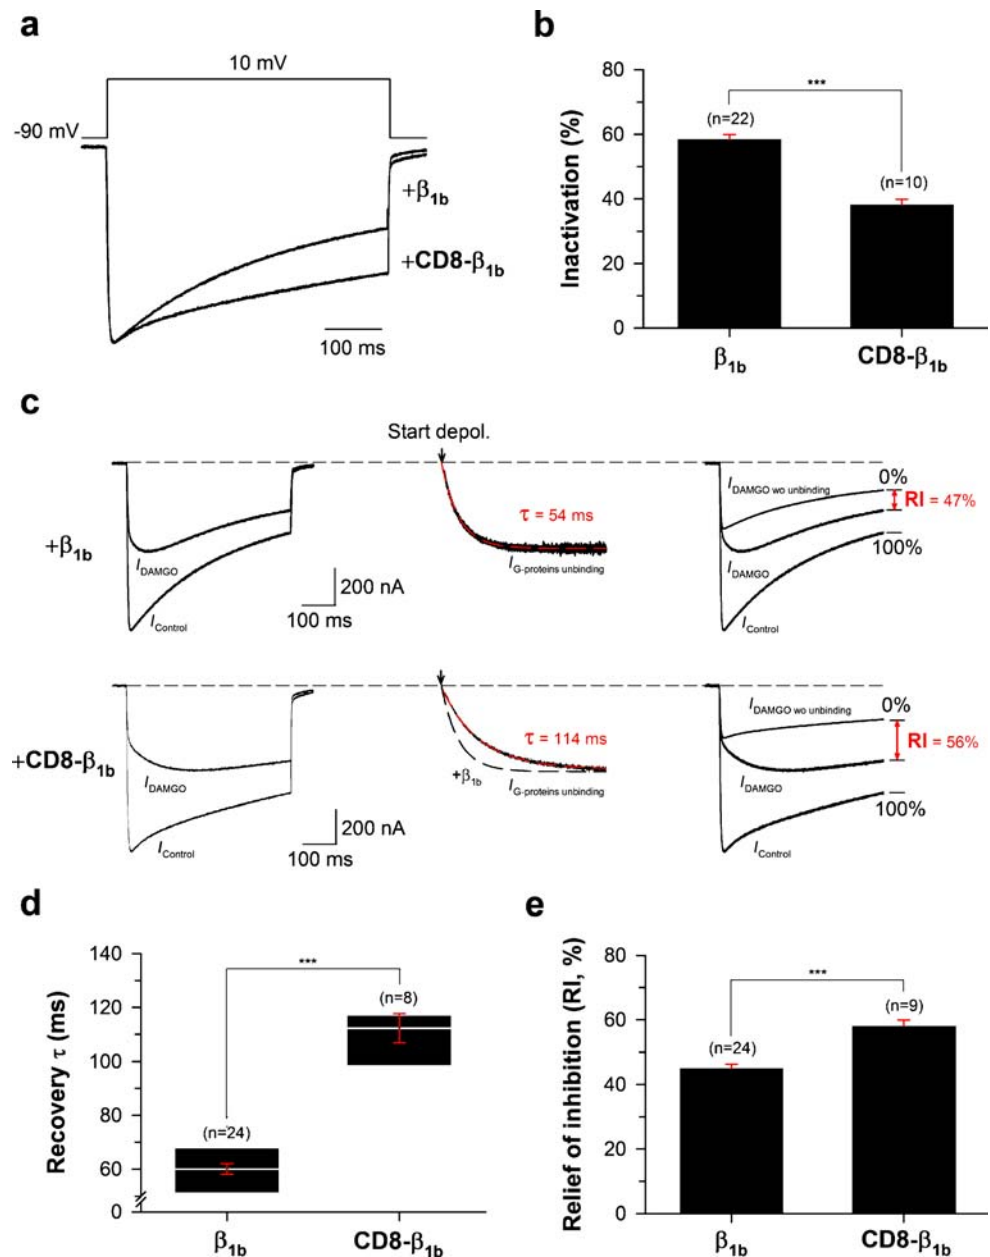 a
10 mV
-90 mV
+β1b
+CD8-β1b
100 ms
b
Inactivation (%)
80
60
40
20
0
***
(n=22)
(n=10)
β1b
CD8-β1b
c
Start depol.
+β1b
IDAMGO
IControl
200 nA
100 ms
τ = 54 ms
IG-proteins unbinding
IDAMGO wo unbinding
0%
RI = 47%
IDAMGO
100%
IControl
+CD8-β1b
IDAMGO
IControl
200 nA
100 ms
τ = 114 ms
+β1b
IG-proteins unbinding
IDAMGO wo unbinding
0%
RI = 56%
IDAMGO
100%
IControl
d
Recovery τ (ms)
140
120
100
80
60
0
***
(n=24)
(n=8)
β1b
CD8-β1b
e
Relief of inhibition (RI, %)
80
60
40
20
0
***
(n=24)
(n=9)
β1b
CD8-β1b